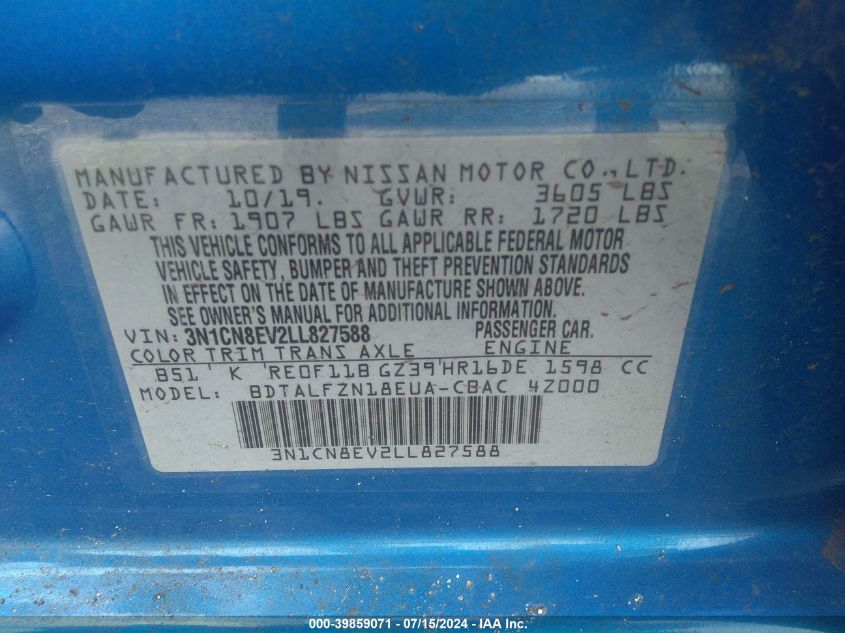 MANUFACTURED BY NISSAN MOTOR CO., LTD.
DATE: 10/19. GVWR: 3605 LBS
GAWR FR: 1907 LBS GAWR RR: 1720 LBS
THIS VEHICLE CONFORMS TO ALL APPLICABLE FEDERAL MOTOR
VEHICLE SAFETY, BUMPER AND THEFT PREVENTION STANDARDS
IN EFFECT ON THE DATE OF MANUFACTURE SHOWN ABOVE.
SEE OWNER'S MANUAL FOR ADDITIONAL INFORMATION.
VIN: 3N1CN8EV2LL827588 PASSENGER CAR.
COLOR TRIM TRANS AXLE ENGINE
B51' K 'RE0F11B GZ39'HR16DE 1598 CC
MODEL: BDTALFZN18EUA-CBAC 4Z000
3N1CN8EV2LL827588
000-39859071 - 07/15/2024 - IAA Inc.